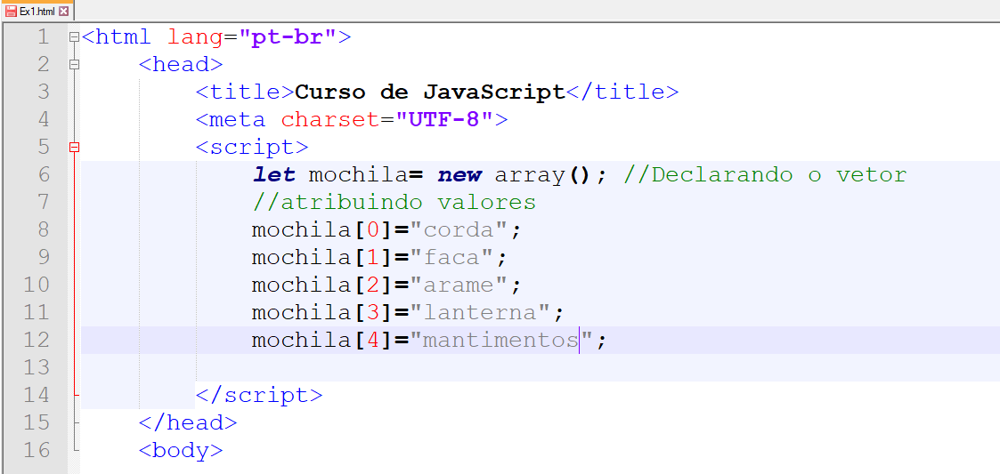 Ex1.html
1 <html lang="pt-br">
2 <head>
3 <title>Curso de JavaScript</title>
4 <meta charset="UTF-8">
5 <script>
6 let mochila= new array(); //Declarando o vetor
7 //atribuindo valores
8 mochila[0]="corda";
9 mochila[1]="faca";
10 mochila[2]="arame";
11 mochila[3]="lanterna";
12 mochila[4]="mantimentos";
13
14 </script>
15 </head>
16 <body>